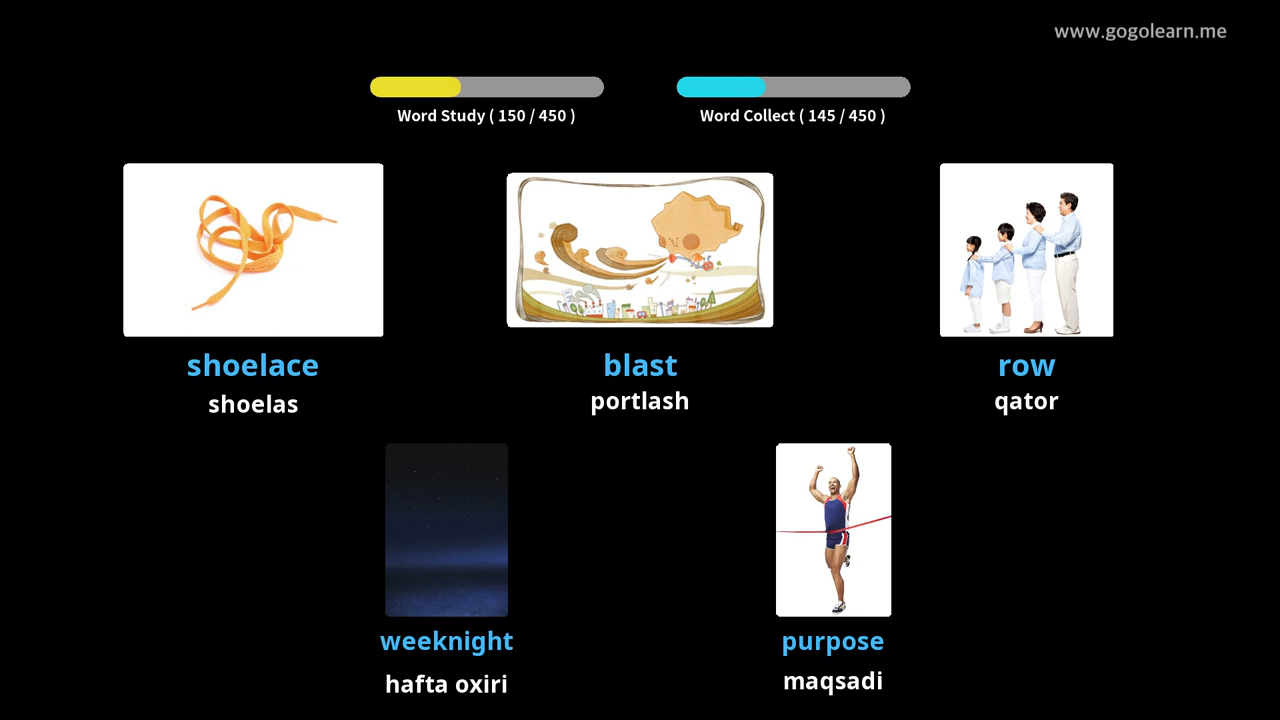 www.gogolearn.me
Word Study ( 150 / 450 )
Word Collect ( 145 / 450 )
shoelace
shoelas
blast
portlash
row
qator
weeknight
hafta oxiri
purpose
maqsadi